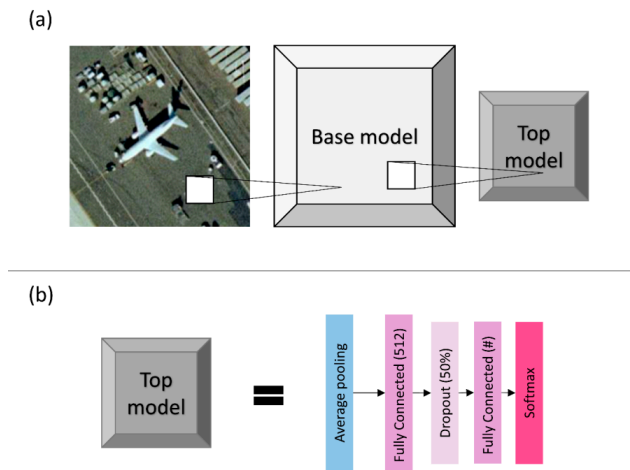 (a)
Base model
Top
model
(b)
Top
model
=
Average pooling
Fully Connected (512)
Dropout (50%)
Fully Connected (#)
Softmax